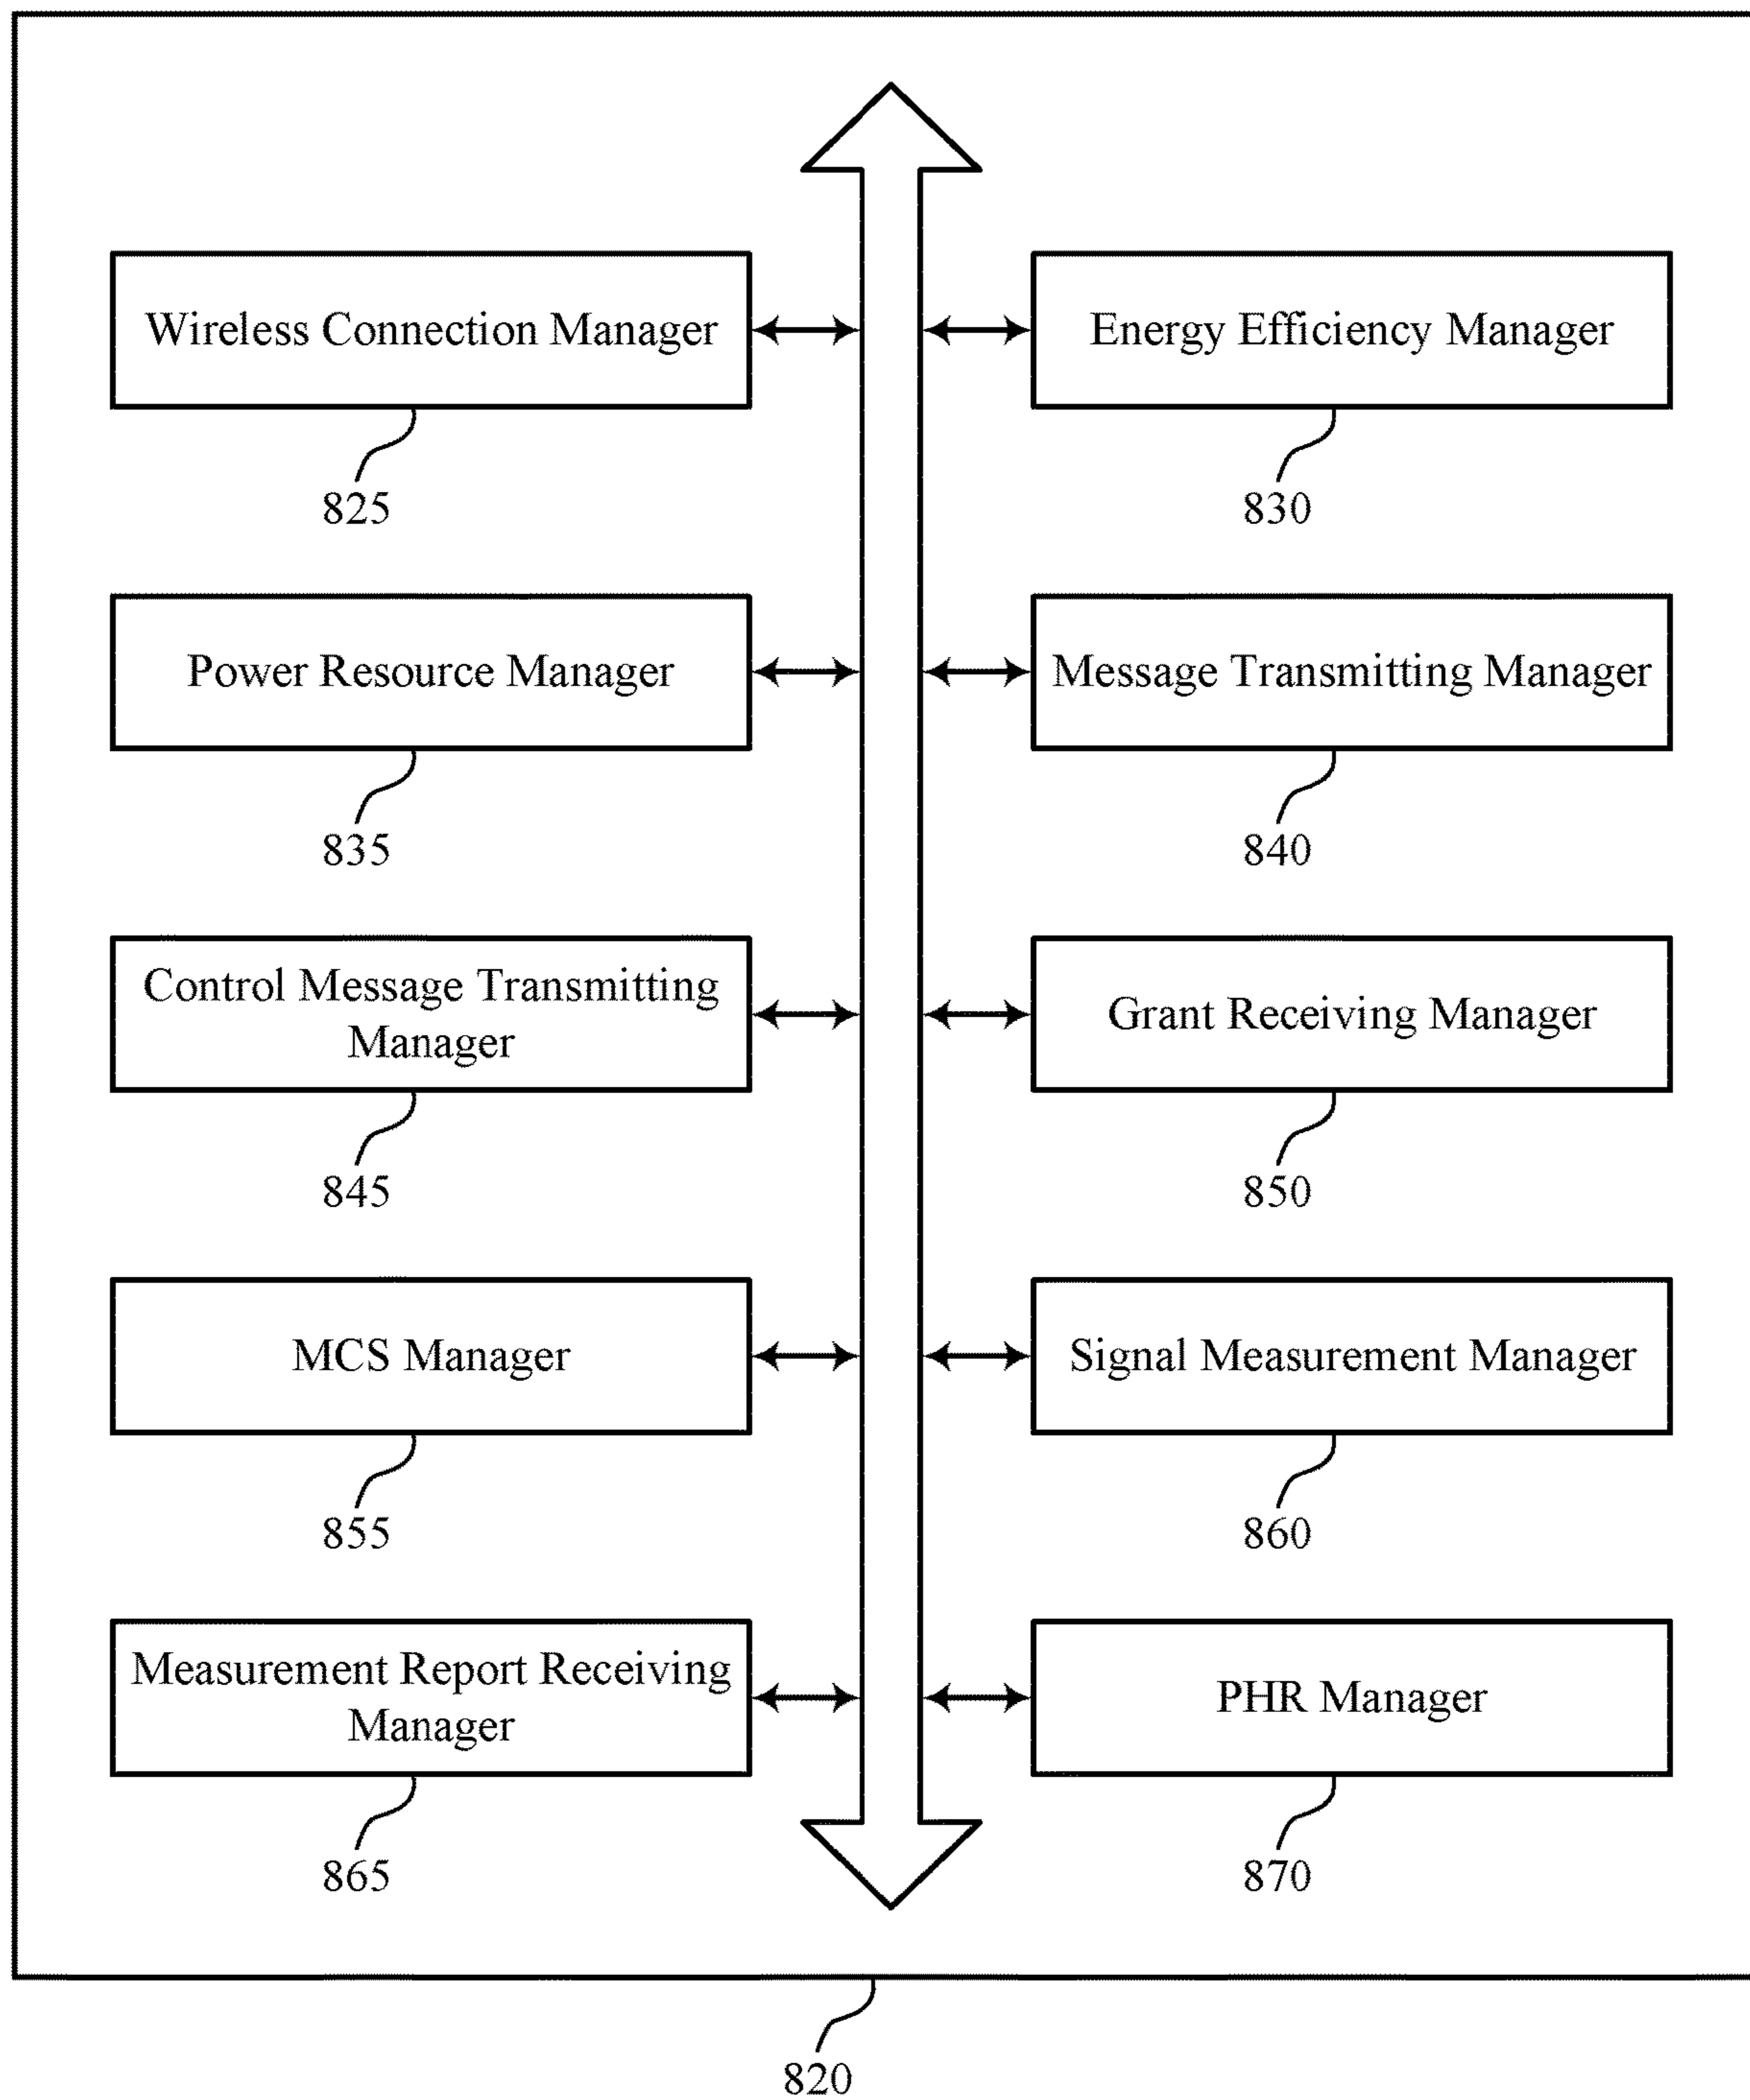 Wireless Connection Manager
825
Energy Efficiency Manager
830
Power Resource Manager
835
Message Transmitting Manager
840
Control Message Transmitting
Manager
845
Grant Receiving Manager
850
MCS Manager
855
Signal Measurement Manager
860
Measurement Report Receiving
Manager
865
PHR Manager
870
820